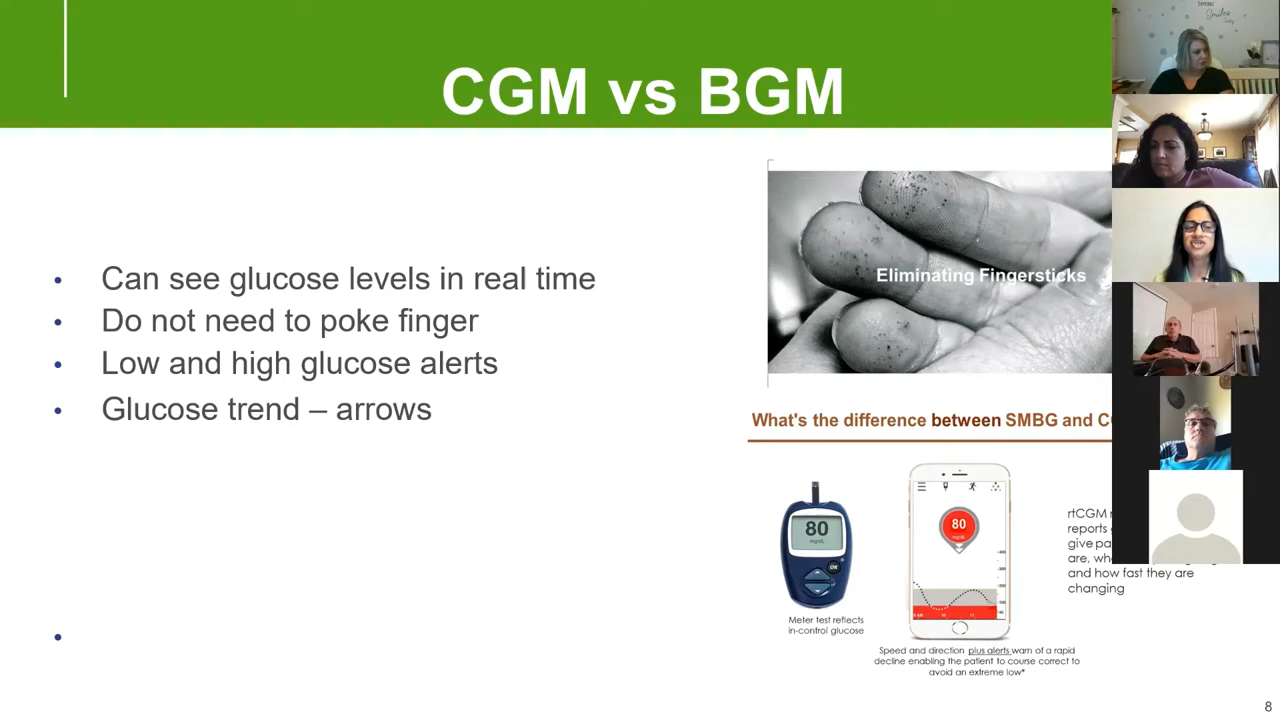 CGM vs BGM
Can see glucose levels in real time
Do not need to poke finger
Low and high glucose alerts
Glucose trend – arrows
Eliminating Fingersticks
What's the difference between SMBG and
80
mg/dL
OK
Meter test reflects
in-control glucose
80
mg/dL
Speed and direction plus alerts warn of a rapid
decline enabling the patient to course correct to
avoid an extreme low*
rtCGM
reports
give
are,
and how fast they are
changing
8